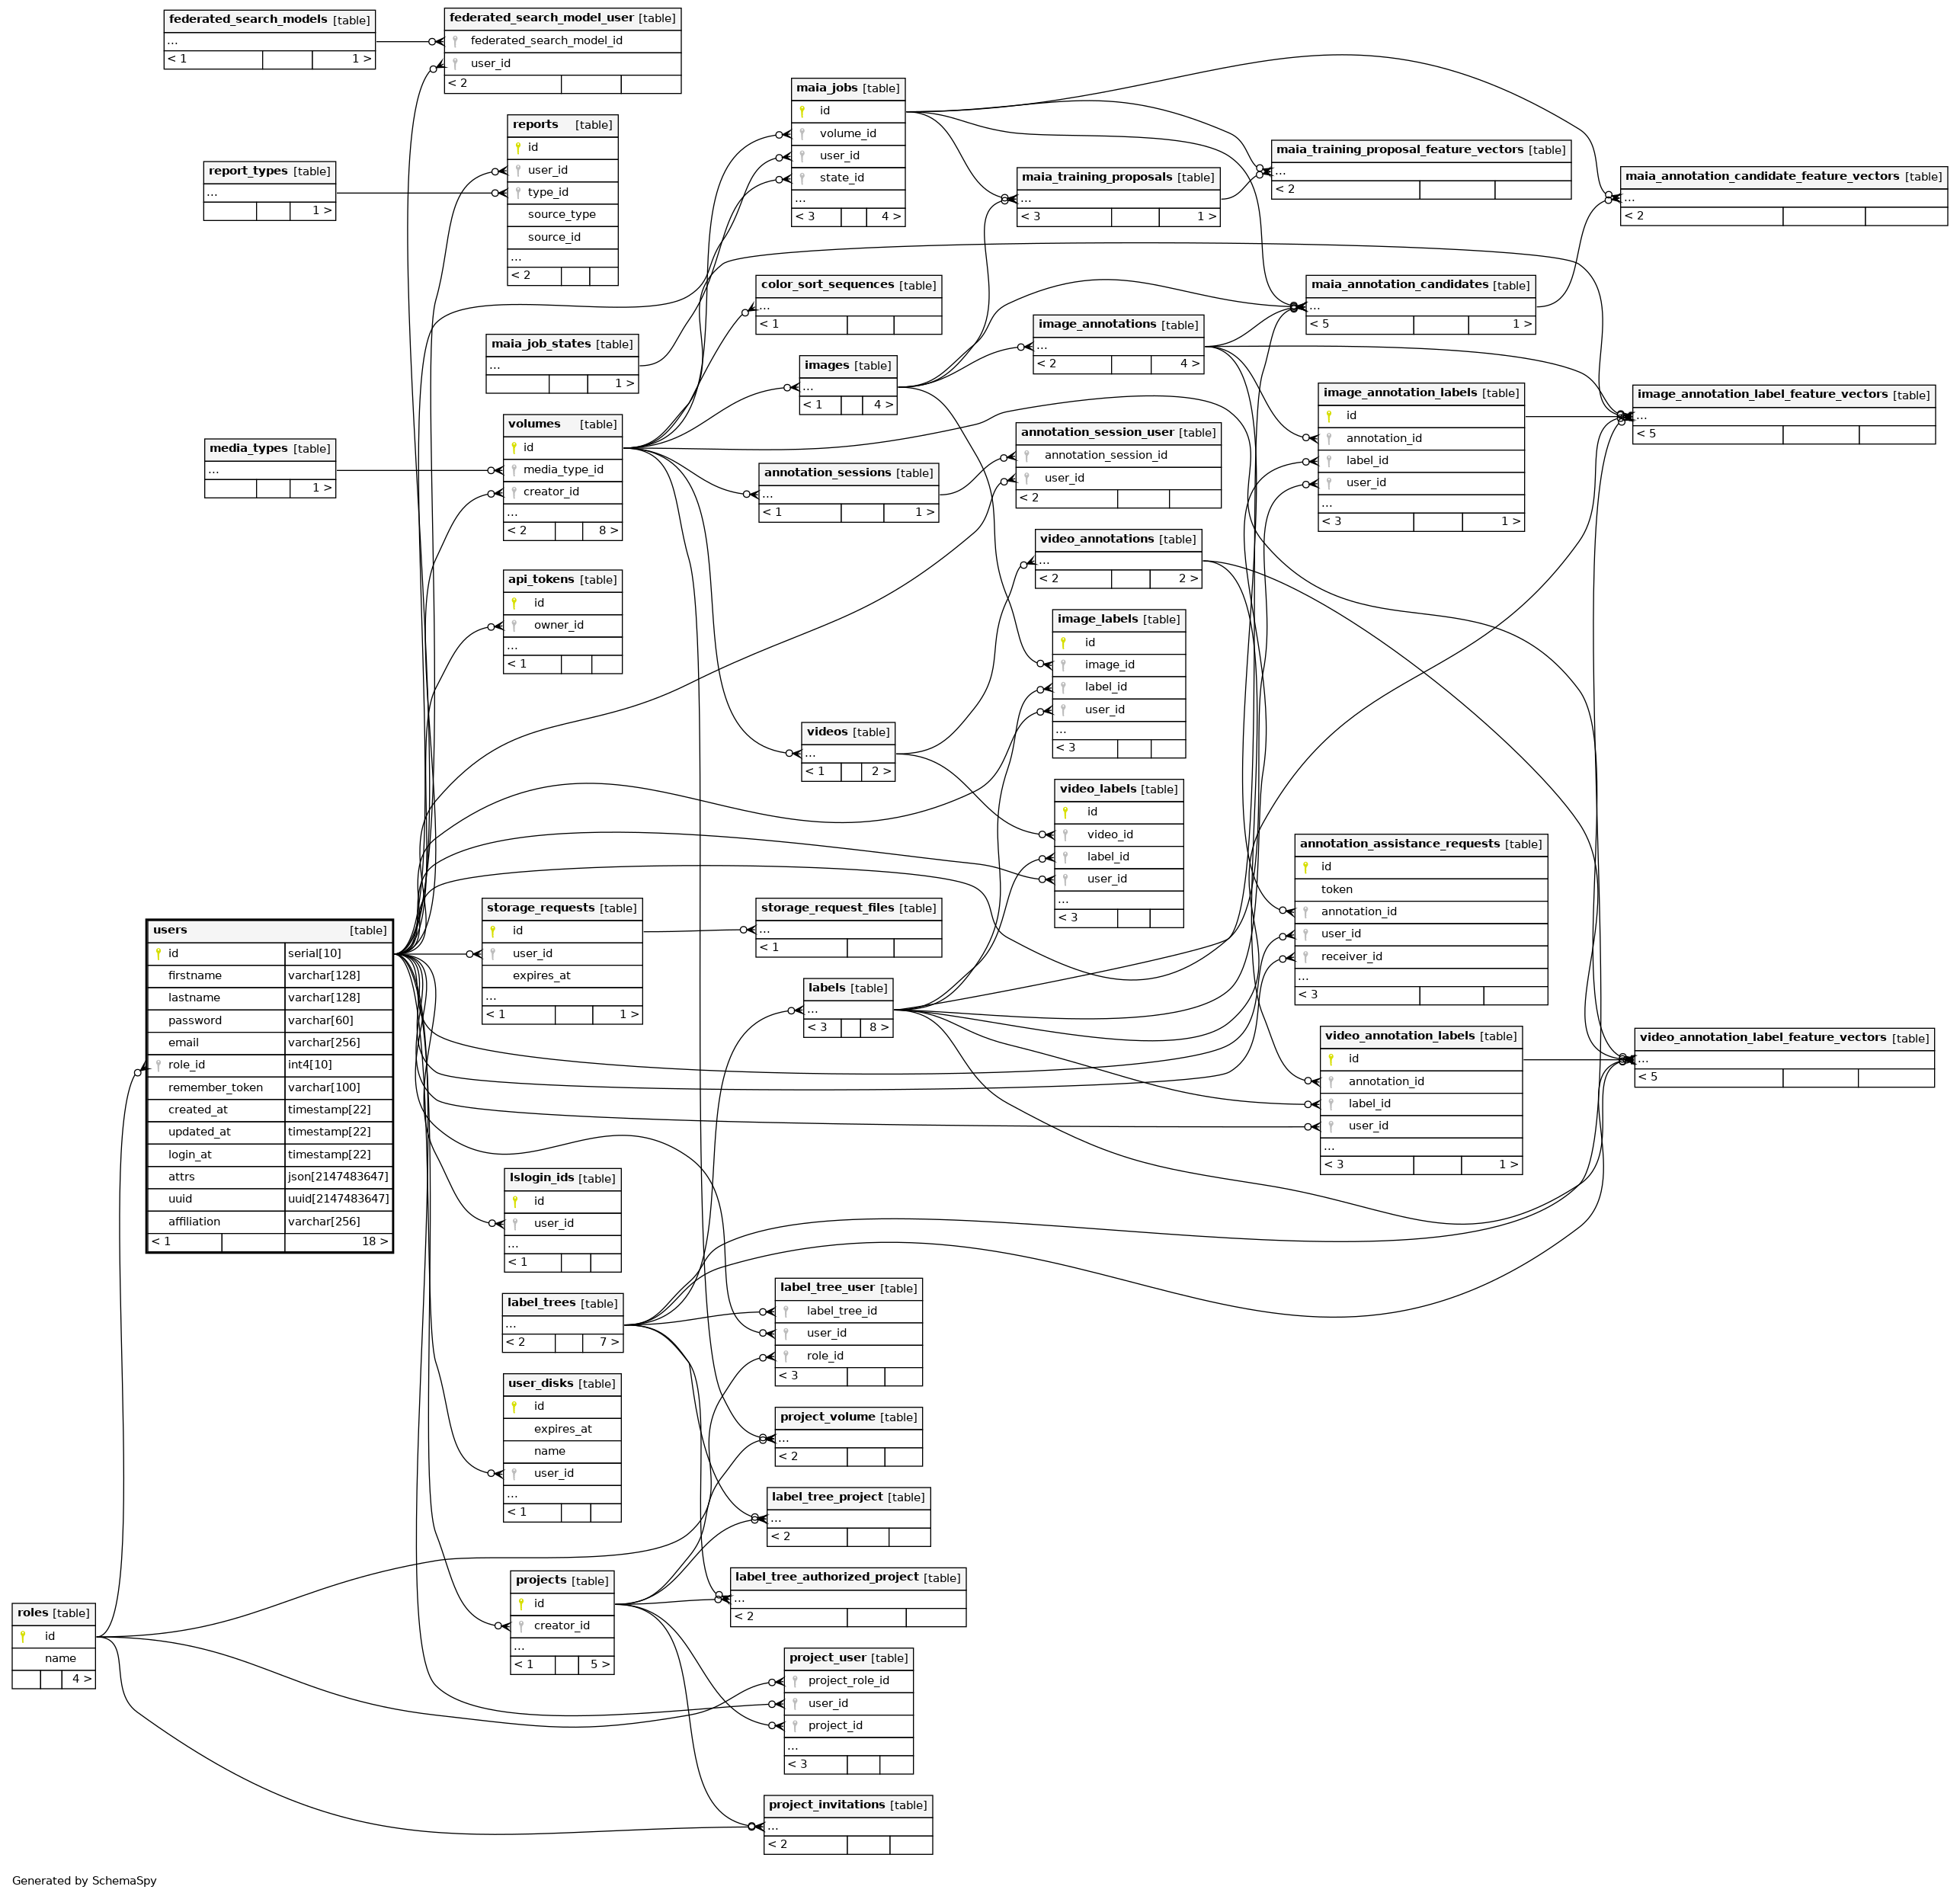 federated_search_models [table]
...
< 1 1 >
federated_search_model_user [table]
federated_search_model_id
user_id
< 2
reports [table]
id
user_id
type_id
source_type
source_id
...
< 2
report_types [table]
...
1 >
maia_jobs [table]
id
volume_id
user_id
state_id
...
< 3 4 >
maia_training_proposals [table]
...
< 3 1 >
maia_training_proposal_feature_vectors [table]
...
< 2
maia_annotation_candidate_feature_vectors [table]
...
< 2
color_sort_sequences [table]
...
< 1
maia_annotation_candidates [table]
...
< 5 1 >
image_annotations [table]
...
< 2 4 >
maia_job_states [table]
...
1 >
images [table]
...
< 1 4 >
image_annotation_labels [table]
id
annotation_id
label_id
user_id
...
< 3 1 >
image_annotation_label_feature_vectors [table]
...
< 5
volumes [table]
id
media_type_id
creator_id
...
< 2 8 >
media_types [table]
...
1 >
annotation_sessions [table]
...
< 1 1 >
annotation_session_user [table]
annotation_session_id
user_id
< 2
video_annotations [table]
...
< 2 2 >
api_tokens [table]
id
owner_id
...
< 1
image_labels [table]
id
image_id
label_id
user_id
...
< 3
videos [table]
...
< 1 2 >
video_labels [table]
id
video_id
label_id
user_id
...
< 3
annotation_assistance_requests [table]
id
token
annotation_id
user_id
receiver_id
...
< 3
users [table]
id serial[10]
firstname varchar[128]
lastname varchar[128]
password varchar[60]
email varchar[256]
role_id int4[10]
remember_token varchar[100]
created_at timestamp[22]
updated_at timestamp[22]
login_at timestamp[22]
attrs json[2147483647]
uuid uuid[2147483647]
affiliation varchar[256]
< 1 18 >
storage_requests [table]
id
user_id
expires_at
...
< 1 1 >
storage_request_files [table]
...
< 1
labels [table]
...
< 3 8 >
video_annotation_labels [table]
id
annotation_id
label_id
user_id
...
< 3 1 >
video_annotation_label_feature_vectors [table]
...
< 5
lslogin_ids [table]
id
user_id
...
< 1
label_trees [table]
...
< 2 7 >
label_tree_user [table]
label_tree_id
user_id
role_id
< 3
user_disks [table]
id
expires_at
name
user_id
...
< 1
project_volume [table]
...
< 2
label_tree_project [table]
...
< 2
label_tree_authorized_project [table]
...
< 2
projects [table]
id
creator_id
...
< 1 5 >
roles [table]
id
name
4 >
project_user [table]
project_role_id
user_id
project_id
...
< 3
project_invitations [table]
...
< 2
Generated by SchemaSpy